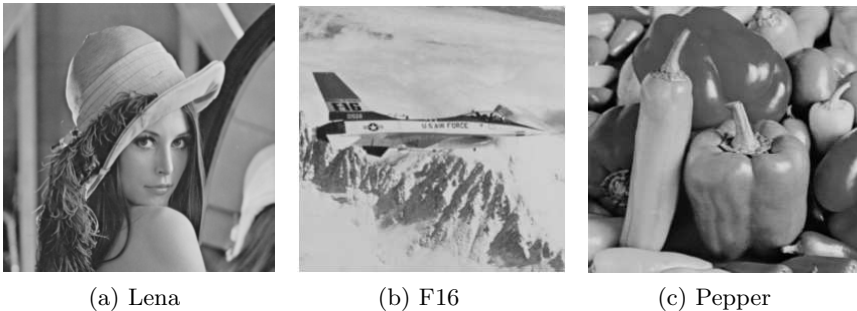 F16
U.S. AIR FORCE
(a) Lena
(b) F16
(c) Pepper